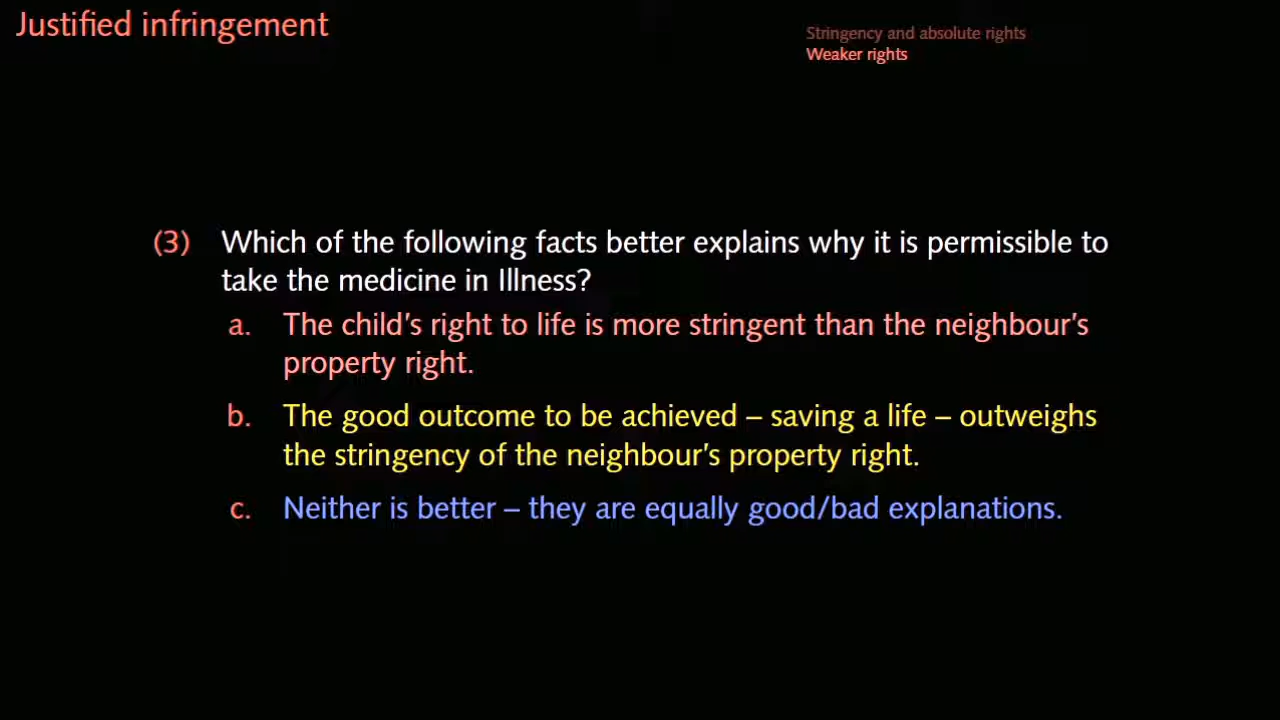 Justified infringement
Stringency and absolute rights
Weaker rights
(3) Which of the following facts better explains why it is permissible to
take the medicine in Illness?
a. The child's right to life is more stringent than the neighbour's
property right.
b. The good outcome to be achieved – saving a life – outweighs
the stringency of the neighbour's property right.
c. Neither is better – they are equally good/bad explanations.